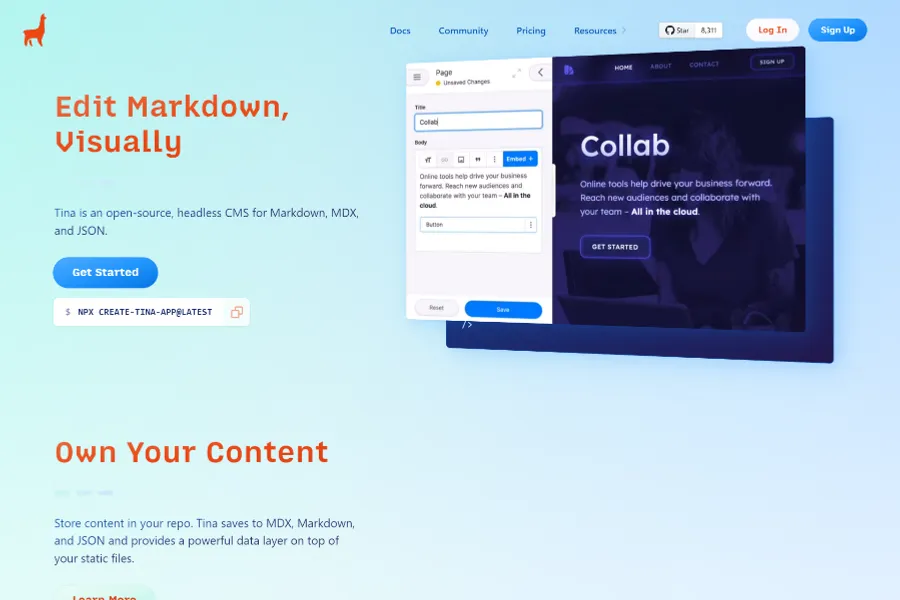 Docs
Community
Pricing
Resources
Star
8,311
Log In
Sign Up
Edit Markdown,
Visually
Tina is an open-source, headless CMS for Markdown, MDX,
and JSON.
Get Started
$ NPX CREATE-TINA-APP@LATEST
Page
Unsaved Changes
Title
Collab
Body
Embed +
Online tools help drive your business
forward. Reach new audiences and
collaborate with your team – All in the
cloud.
Button
Reset
Save
HOME
ABOUT
CONTACT
SIGN UP
Collab
Online tools help drive your business forward.
Reach new audiences and collaborate with
your team – All in the cloud.
GET STARTED
/>
Own Your Content
Store content in your repo. Tina saves to MDX, Markdown,
and JSON and provides a powerful data layer on top of
your static files.
Learn More